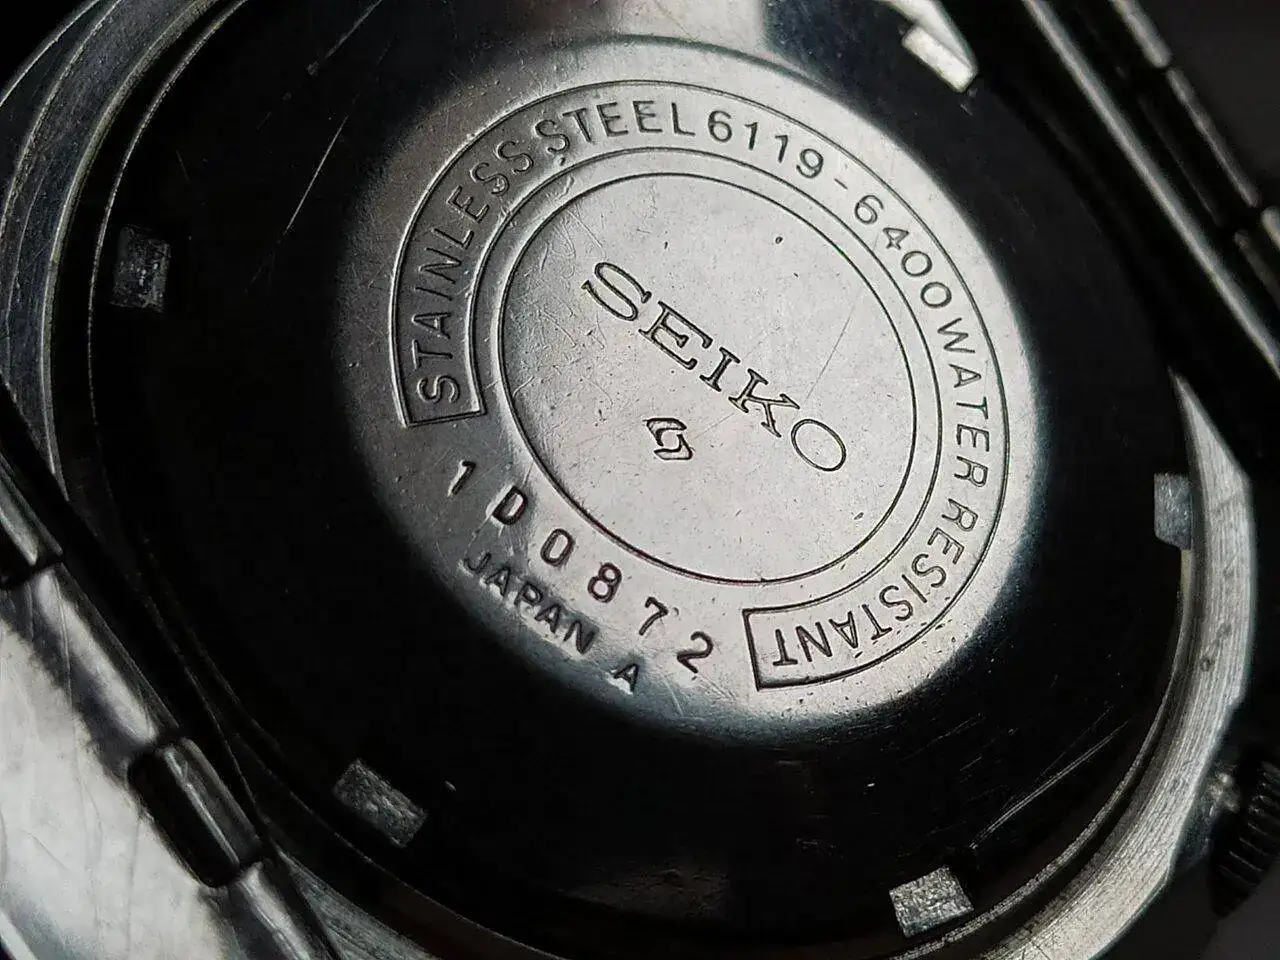 STAINLESS STEEL 6119-6400 WATER RESISTANT
SEIKO
1D0872
JAPAN A